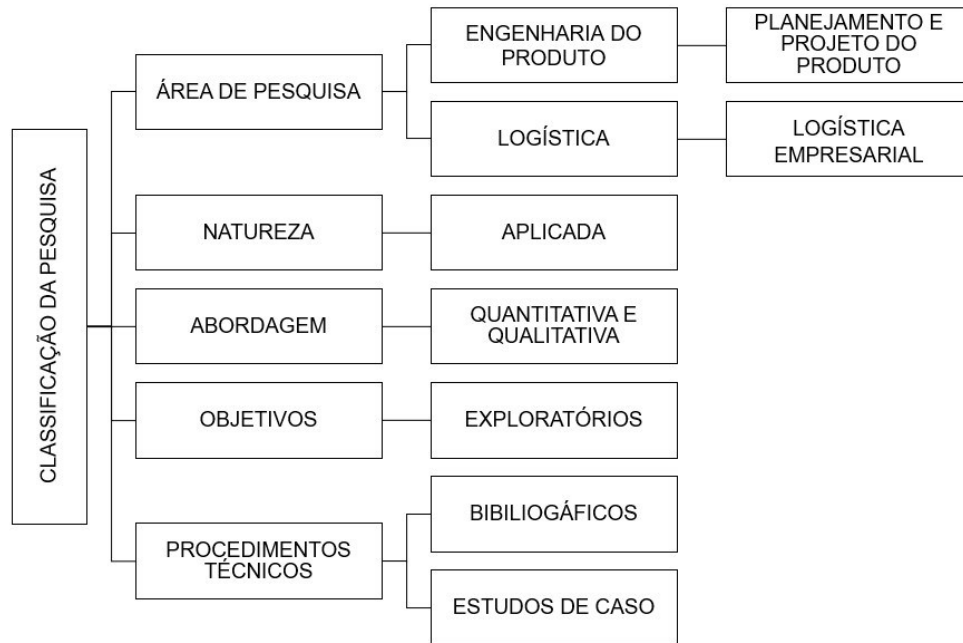 CLASSIFICAÇÃO DA PESQUISA
ÁREA DE PESQUISA
ENGENHARIA DO
PRODUTO
PLANEJAMENTO E
PROJETO DO
PRODUTO
LOGÍSTICA
LOGÍSTICA
EMPRESARIAL
NATUREZA
APLICADA
ABORDAGEM
QUANTITATIVA E
QUALITATIVA
OBJETIVOS
EXPLORATÓRIOS
PROCEDIMENTOS
TÉCNICOS
BIBILIOGÁFICOS
ESTUDOS DE CASO